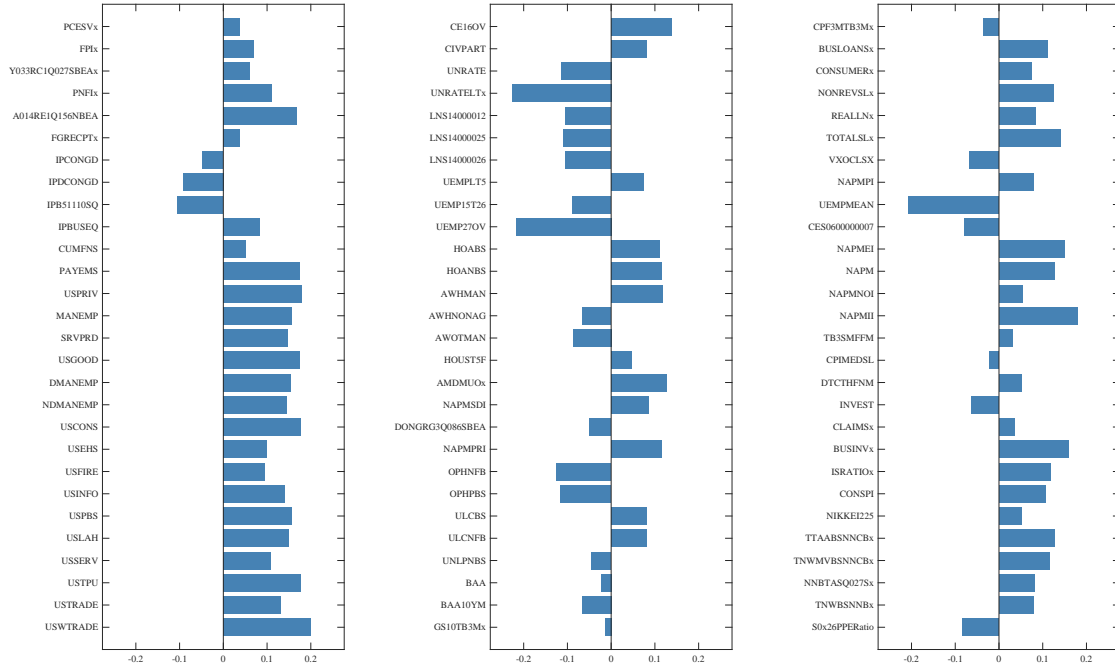 PCESVx
FPIx
Y033RC1Q027SBEAx
PNFIx
A014RE1Q156NBEA
FGRECPTx
IPCONGD
IPDCONGD
IPB51110SQ
IPBUSEQ
CUMFNS
PAYEMS
USPRIV
MANEMP
SRVPRD
USGOOD
DMANEMP
NDMANEMP
USCONS
USEHS
USFIRE
USINFO
USPBS
USLAH
USSERV
USTPU
USTRADE
USWTRADE
-0.2 -0.1 0 0.1 0.2
CE16OV
CIVPART
UNRATE
UNRATELTx
LNS14000012
LNS14000025
LNS14000026
UEMPLT5
UEMP15T26
UEMP27OV
HOABS
HOANBS
AWHMAN
AWHNONAG
AWOTMAN
HOUST5F
AMDMUOx
NAPMSDI
DONGRG3Q086SBEA
NAPMPRI
OPHNFB
OPHPBS
ULCBS
ULCNFB
UNLPNBS
BAA
BAA10YM
GS10TB3Mx
-0.2 -0.1 0 0.1 0.2
CPF3MTB3Mx
BUSLOANSx
CONSUMERx
NONREVSLx
REALLNx
TOTALSLx
VXOCLSX
NAPMPI
UEMPMEAN
CES0600000007
NAPMEI
NAPM
NAPMNOI
NAPMII
TB3SMFFM
CPIMEDSL
DTCTHFNM
INVEST
CLAIMSx
BUSINVx
ISRATIOx
CONSPI
NIKKEI225
TTAABSNNCBx
TNWMVBSNNCBx
NNBTASQ027Sx
TNWBSNNBx
S0x26PPERatio
-0.2 -0.1 0 0.1 0.2